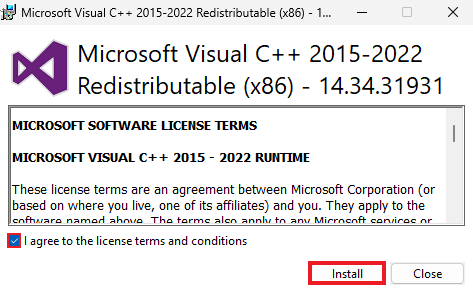 Microsoft Visual C++ 2015-2022 Redistributable (x86) - 1...
Microsoft Visual C++ 2015-2022
Redistributable (x86) - 14.34.31931
MICROSOFT SOFTWARE LICENSE TERMS
MICROSOFT VISUAL C++ 2015 - 2022 RUNTIME
These license terms are an agreement between Microsoft Corporation (or
based on where you live, one of its affiliates) and you. They apply to the
software named above. The terms also apply to any Microsoft services or
I agree to the license terms and conditions
Install
Close